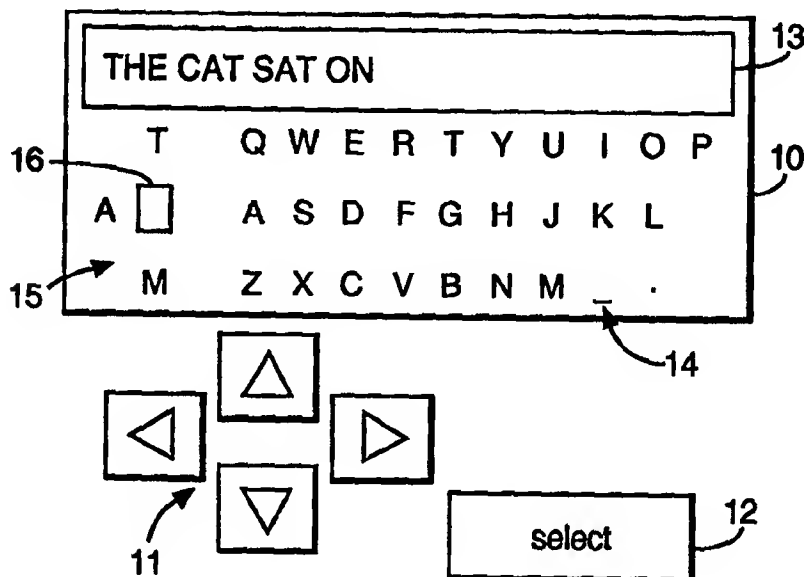 13
THE CAT SAT ON
16 T Q W E R T Y U I O P
10
A A S D F G H J K L
15 M Z X C V B N M _ .
14
11
select 12